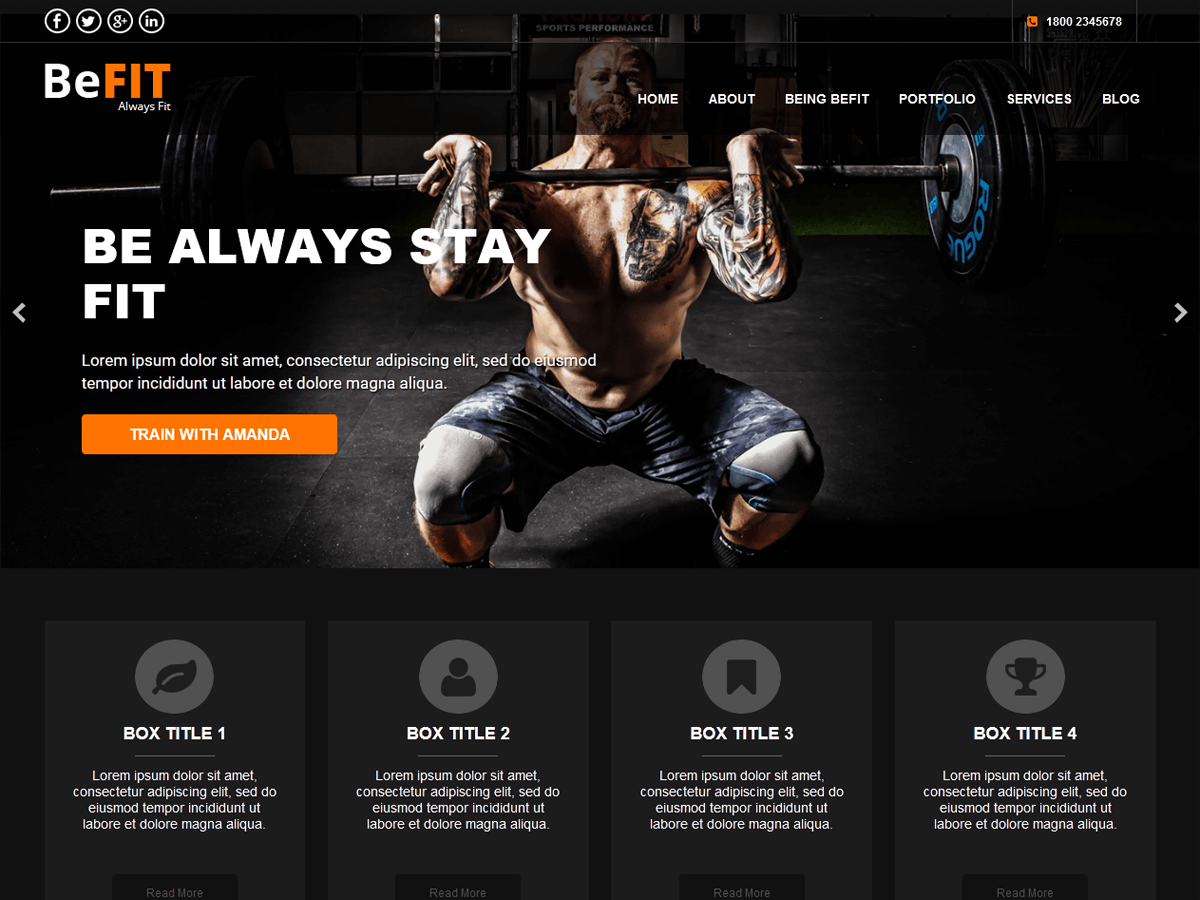 1800 2345678
SPORTS PERFORMANCE
BeFIT
Always Fit
HOME ABOUT BEING BEFIT PORTFOLIO SERVICES BLOG
ROGUE
BE ALWAYS STAY
FIT
Lorem ipsum dolor sit amet, consectetur adipiscing elit, sed do eiusmod
tempor incididunt ut labore et dolore magna aliqua.
TRAIN WITH AMANDA
BOX TITLE 1
Lorem ipsum dolor sit amet,
consectetur adipiscing elit, sed do
eiusmod tempor incididunt ut
labore et dolore magna aliqua.
Read More
BOX TITLE 2
Lorem ipsum dolor sit amet,
consectetur adipiscing elit, sed do
eiusmod tempor incididunt ut
labore et dolore magna aliqua.
Read More
BOX TITLE 3
Lorem ipsum dolor sit amet,
consectetur adipiscing elit, sed do
eiusmod tempor incididunt ut
labore et dolore magna aliqua.
Read More
BOX TITLE 4
Lorem ipsum dolor sit amet,
consectetur adipiscing elit, sed do
eiusmod tempor incididunt ut
labore et dolore magna aliqua.
Read More